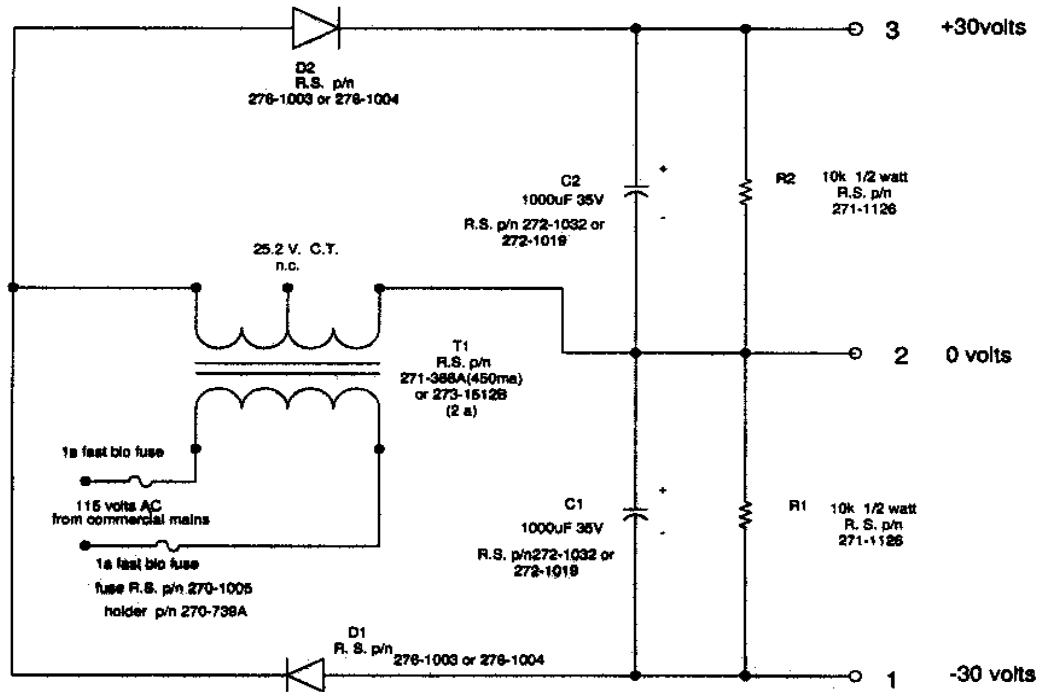 3 +30volts
D2
R.S. p/n
276-1003 or 276-1004
C2
1000uF 35V
R.S. p/n 272-1032 or
272-1019
+
-
R2
10k 1/2 watt
R.S. p/n
271-1126
25.2 V. C.T.
n.c.
T1
R.S. p/n
271-366A(450ma)
or 273-1512B
(2 a)
2 0 volts
1a fast blo fuse
115 volts AC
from commercial mains
1a fast blo fuse
fuse R.S. p/n 270-1005
holder p/n 270-739A
C1
1000uF 35V
R.S. p/n272-1032 or
272-1019
+
-
R1
10k 1/2 watt
R. S. p/n
271-1126
D1
R. S. p/n
276-1003 or 276-1004
1 -30 volts